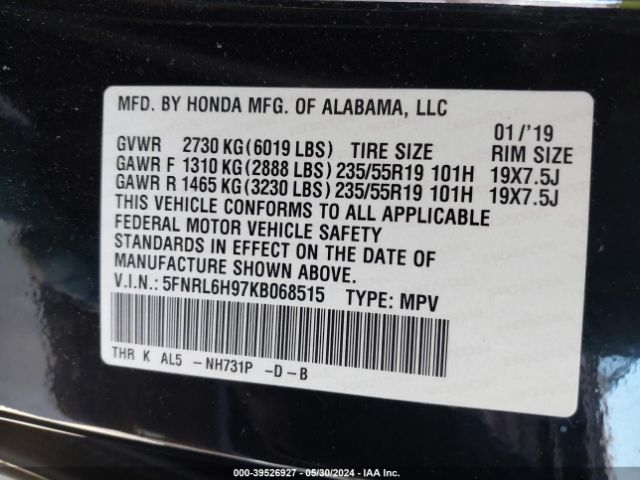 MFD. BY HONDA MFG. OF ALABAMA, LLC
01/'19
GVWR 2730 KG(6019 LBS) TIRE SIZE RIM SIZE
GAWR F 1310 KG(2888 LBS) 235/55R19 101H 19X7.5J
GAWR R 1465 KG(3230 LBS) 235/55R19 101H 19X7.5J
THIS VEHICLE CONFORMS TO ALL APPLICABLE
FEDERAL MOTOR VEHICLE SAFETY
STANDARDS IN EFFECT ON THE DATE OF
MANUFACTURE SHOWN ABOVE.
V.I.N.: 5FNRL6H97KB068515 TYPE: MPV
THR K AL5 -NH731P -D-B
000-39526927 - 05/30/2024 - IAA Inc.